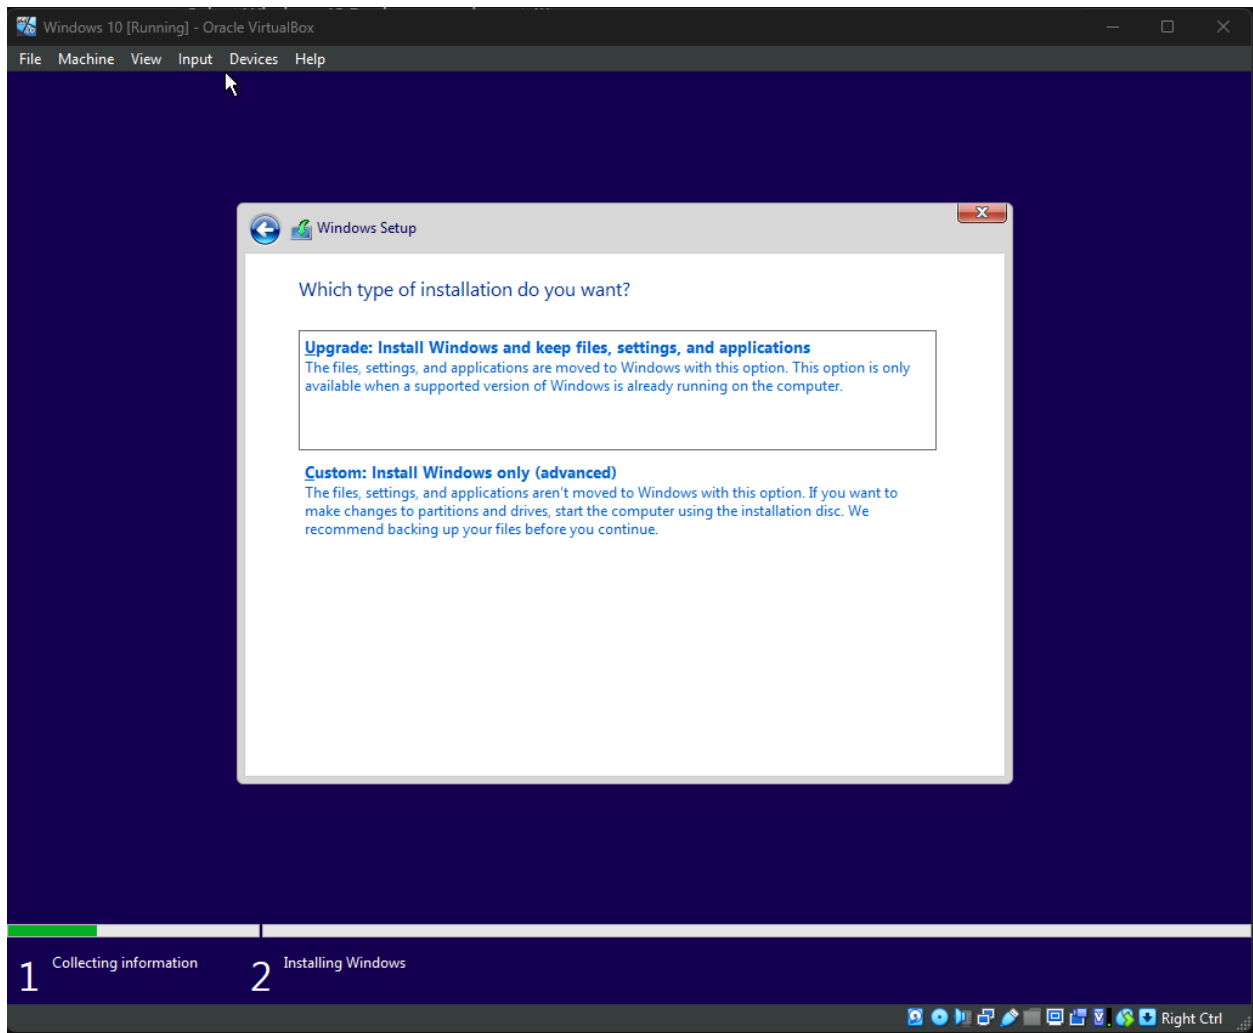 Windows 10 [Running] - Oracle VirtualBox
File Machine View Input Devices Help
Windows Setup
Which type of installation do you want?
Upgrade: Install Windows and keep files, settings, and applications
The files, settings, and applications are moved to Windows with this option. This option is only
available when a supported version of Windows is already running on the computer.
Custom: Install Windows only (advanced)
The files, settings, and applications aren't moved to Windows with this option. If you want to
make changes to partitions and drives, start the computer using the installation disc. We
recommend backing up your files before you continue.
1 Collecting information 2 Installing Windows
Right Ctrl